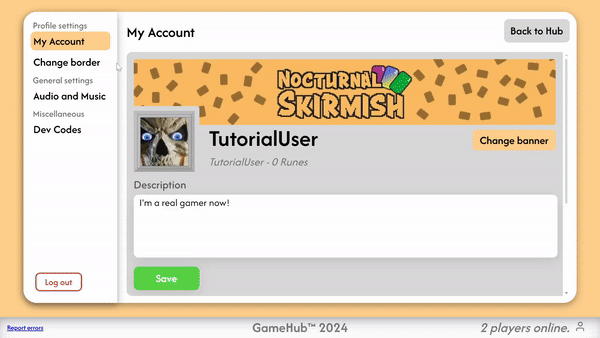 Profile settings
My Account
Change border
General settings
Audio and Music
Miscellaneous
Dev Codes
Log out
My Account
Back to Hub
NOCTURNAL
SKIRMISH
TutorialUser
TutorialUser - 0 Runes
Change banner
Description
I'm a real gamer now!
Save
Report errors
GameHub™ 2024
2 players online.